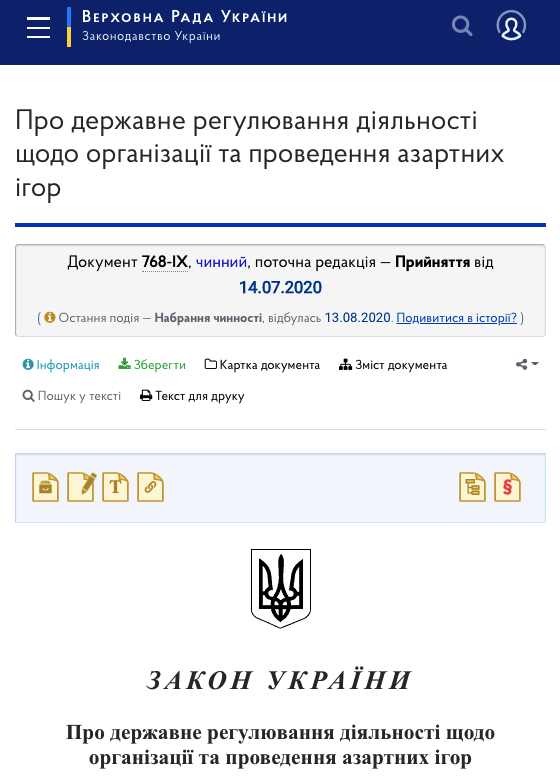 Верховна Рада України
Законодавство України
Про державне регулювання діяльності
щодо організації та проведення азартних
ігор
Документ 768-IX, чинний, поточна редакція — Прийняття від
14.07.2020
( Остання подія — Набрання чинності, відбулась 13.08.2020. Подивитися в історії? )
Інформація Зберегти Картка документа Зміст документа
Пошук у тексті Текст для друку
T §
ЗАКОН УКРАЇНИ
Про державне регулювання діяльності щодо
організації та проведення азартних ігор